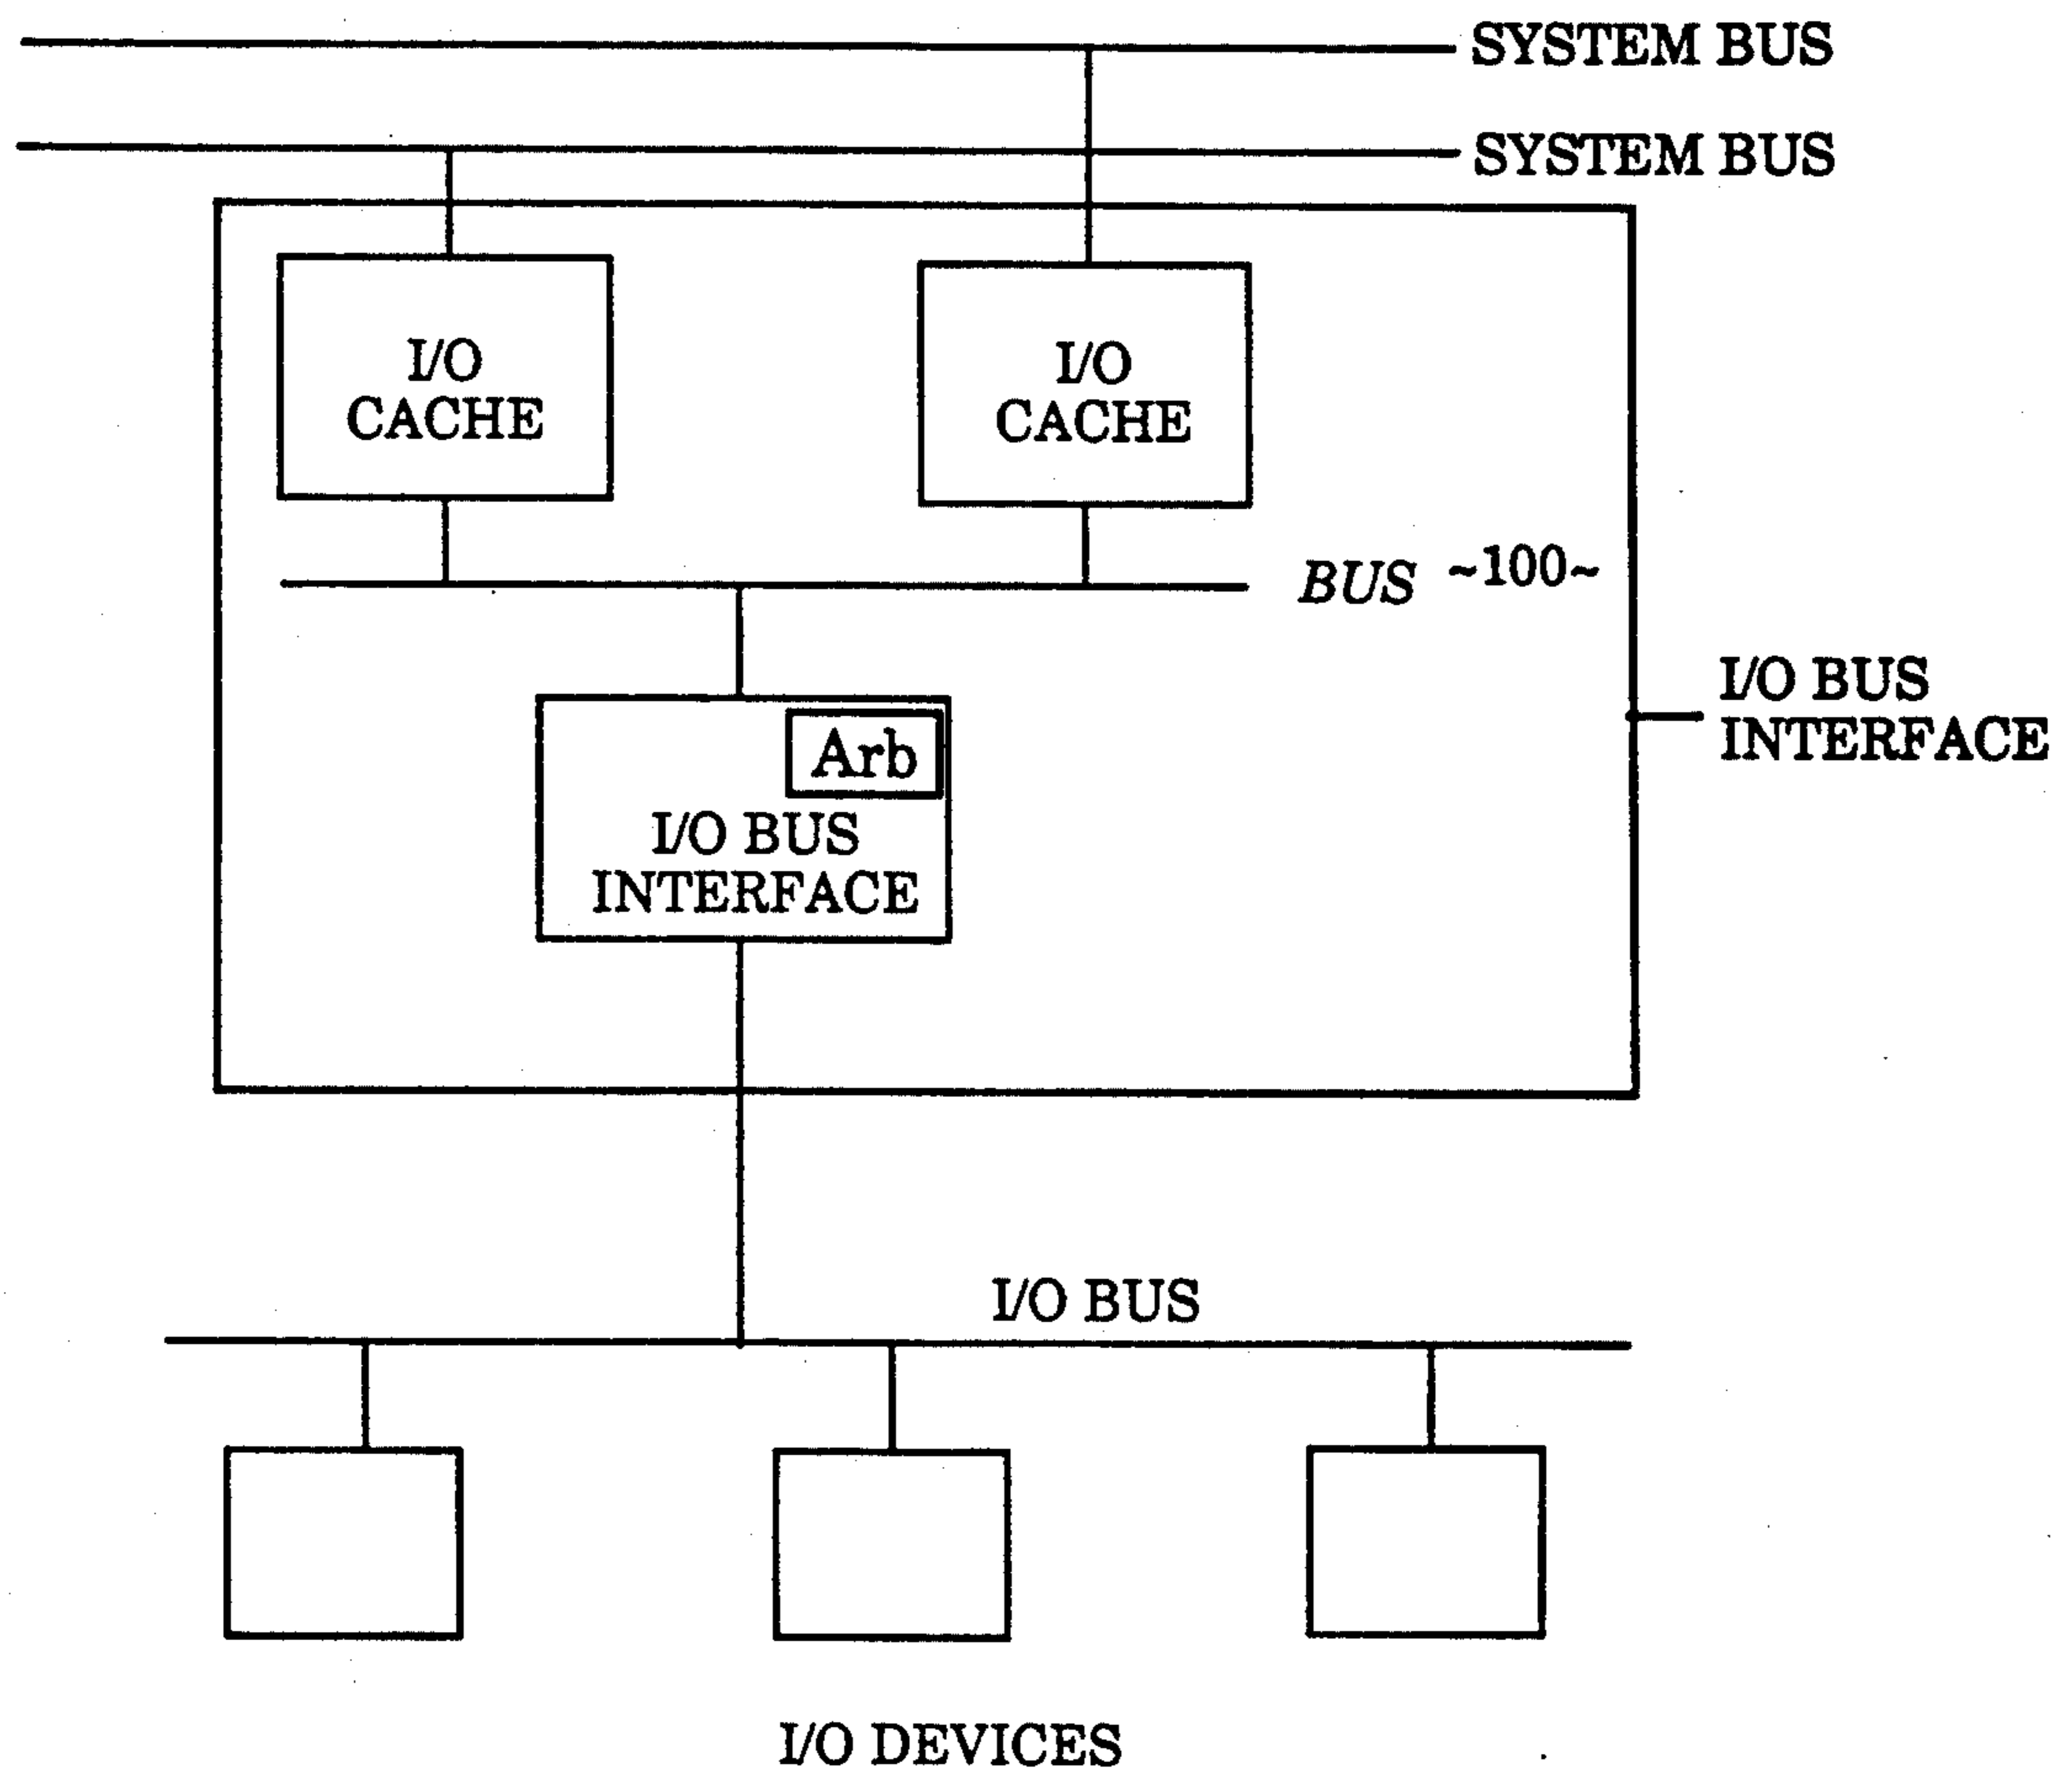 SYSTEM BUS
SYSTEM BUS
I/O
CACHE
I/O
CACHE
BUS ~100~
I/O BUS
INTERFACE
Arb
I/O BUS
INTERFACE
I/O BUS
I/O DEVICES